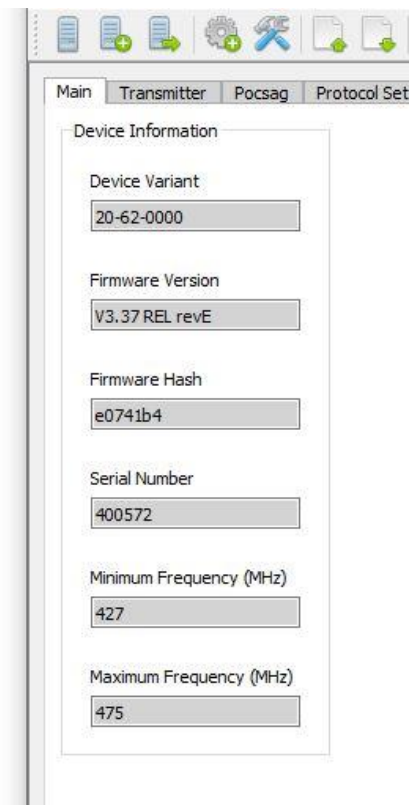 Main Transmitter Pocsag Protocol Set
Device Information
Device Variant
20-62-0000
Firmware Version
V3.37 REL revE
Firmware Hash
e0741b4
Serial Number
400572
Minimum Frequency (MHz)
427
Maximum Frequency (MHz)
475